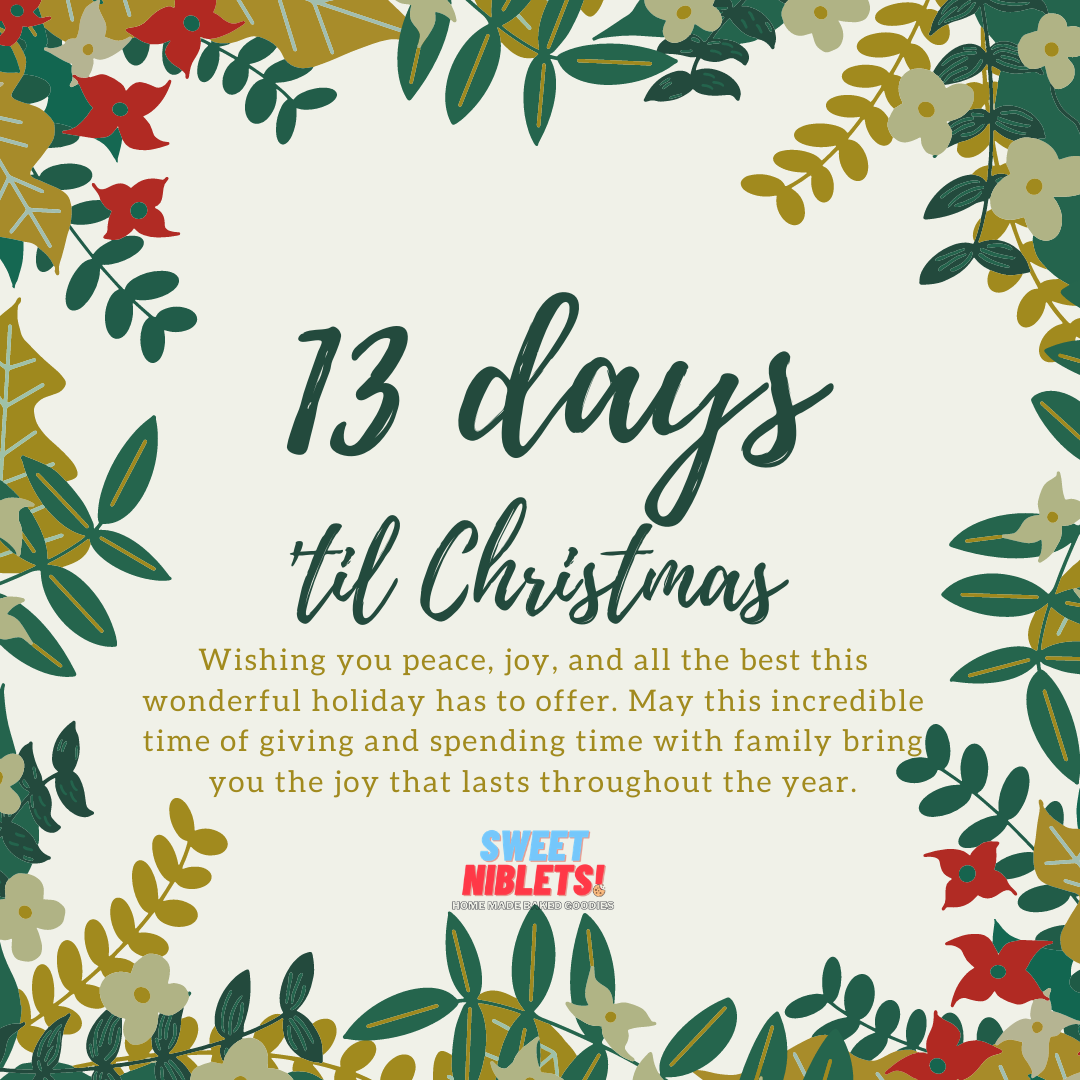 13 days
'til Christmas
Wishing you peace, joy, and all the best this
wonderful holiday has to offer. May this incredible
time of giving and spending time with family bring
you the joy that lasts throughout the year.
SWEET
NIBLETS!
HOME MADE BAKED GOODIES